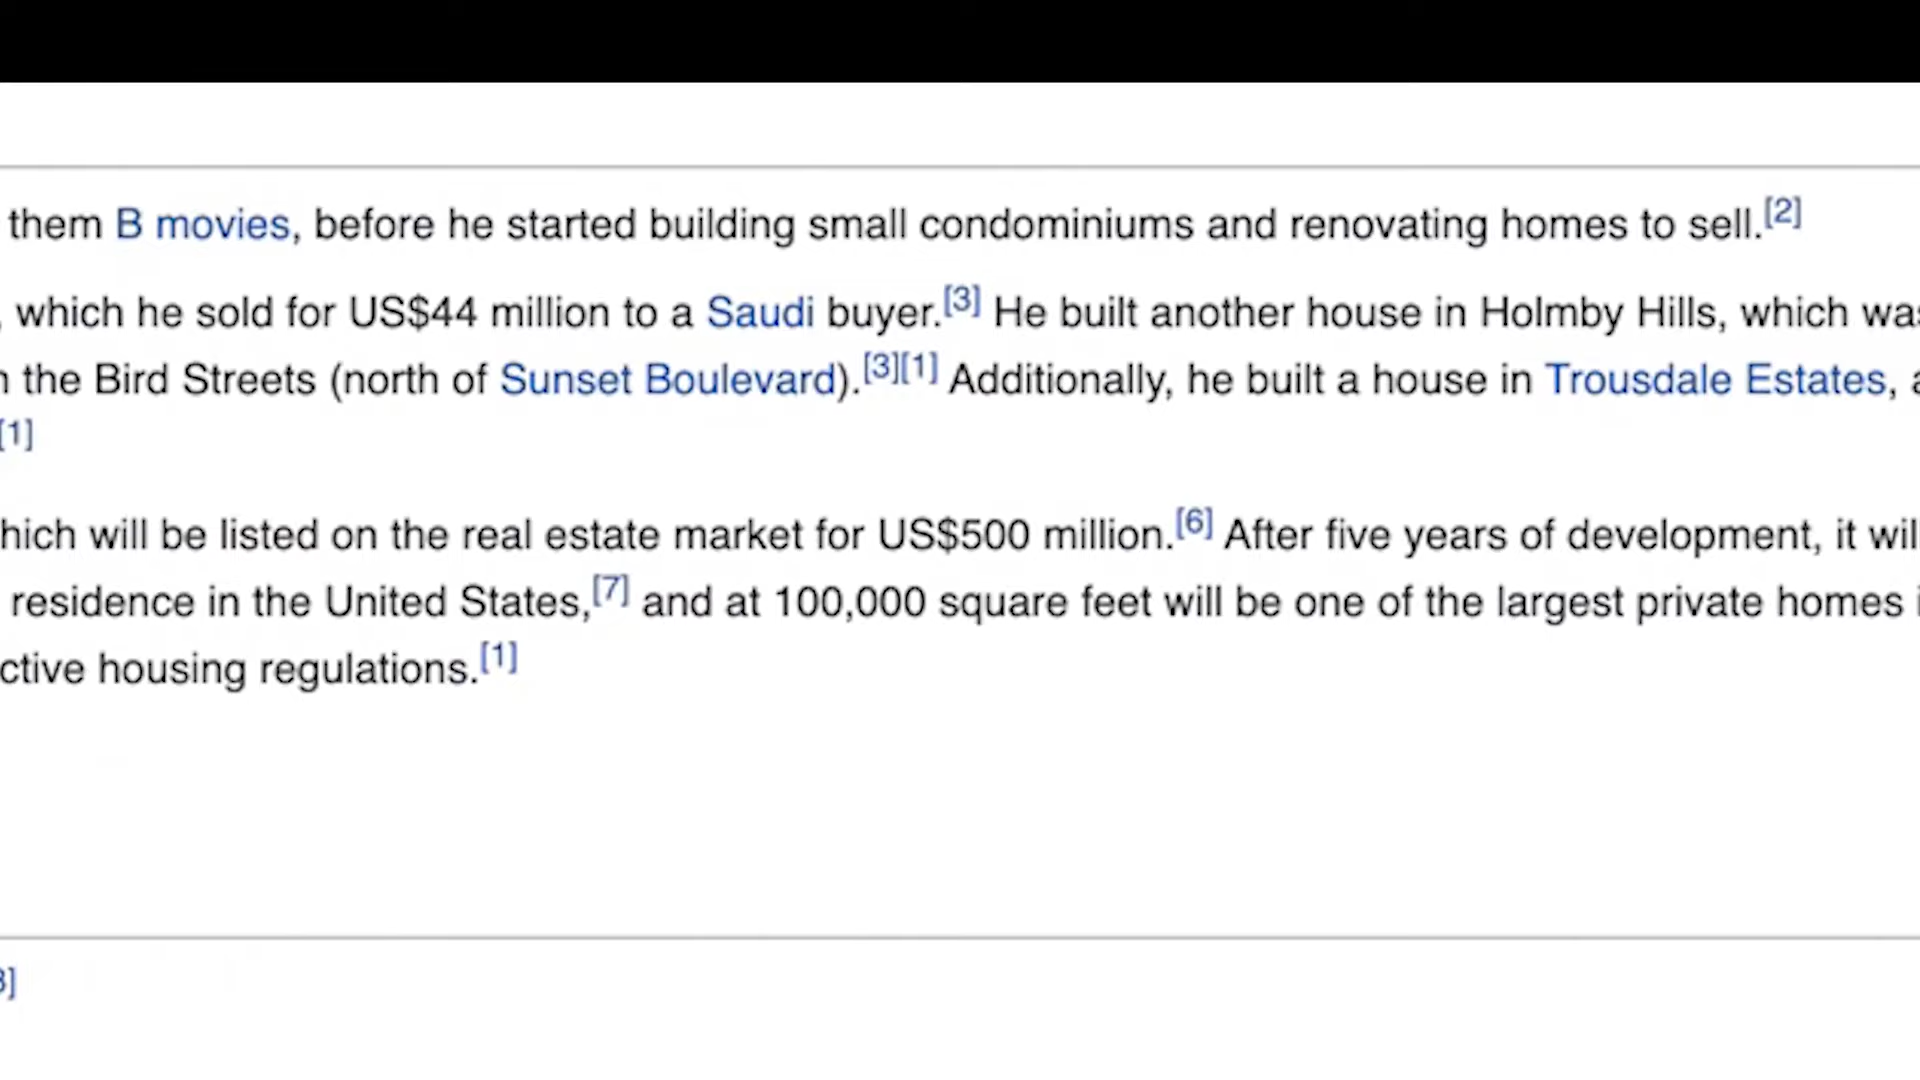 them B movies, before he started building small condominiums and renovating homes to sell.[2]
, which he sold for US$44 million to a Saudi buyer.[3] He built another house in Holmby Hills, which was
the Bird Streets (north of Sunset Boulevard).[3][1] Additionally, he built a house in Trousdale Estates,
[1]
hich will be listed on the real estate market for US$500 million.[6] After five years of development, it wil
residence in the United States,[7] and at 100,000 square feet will be one of the largest private homes
ctive housing regulations.[1]
3]